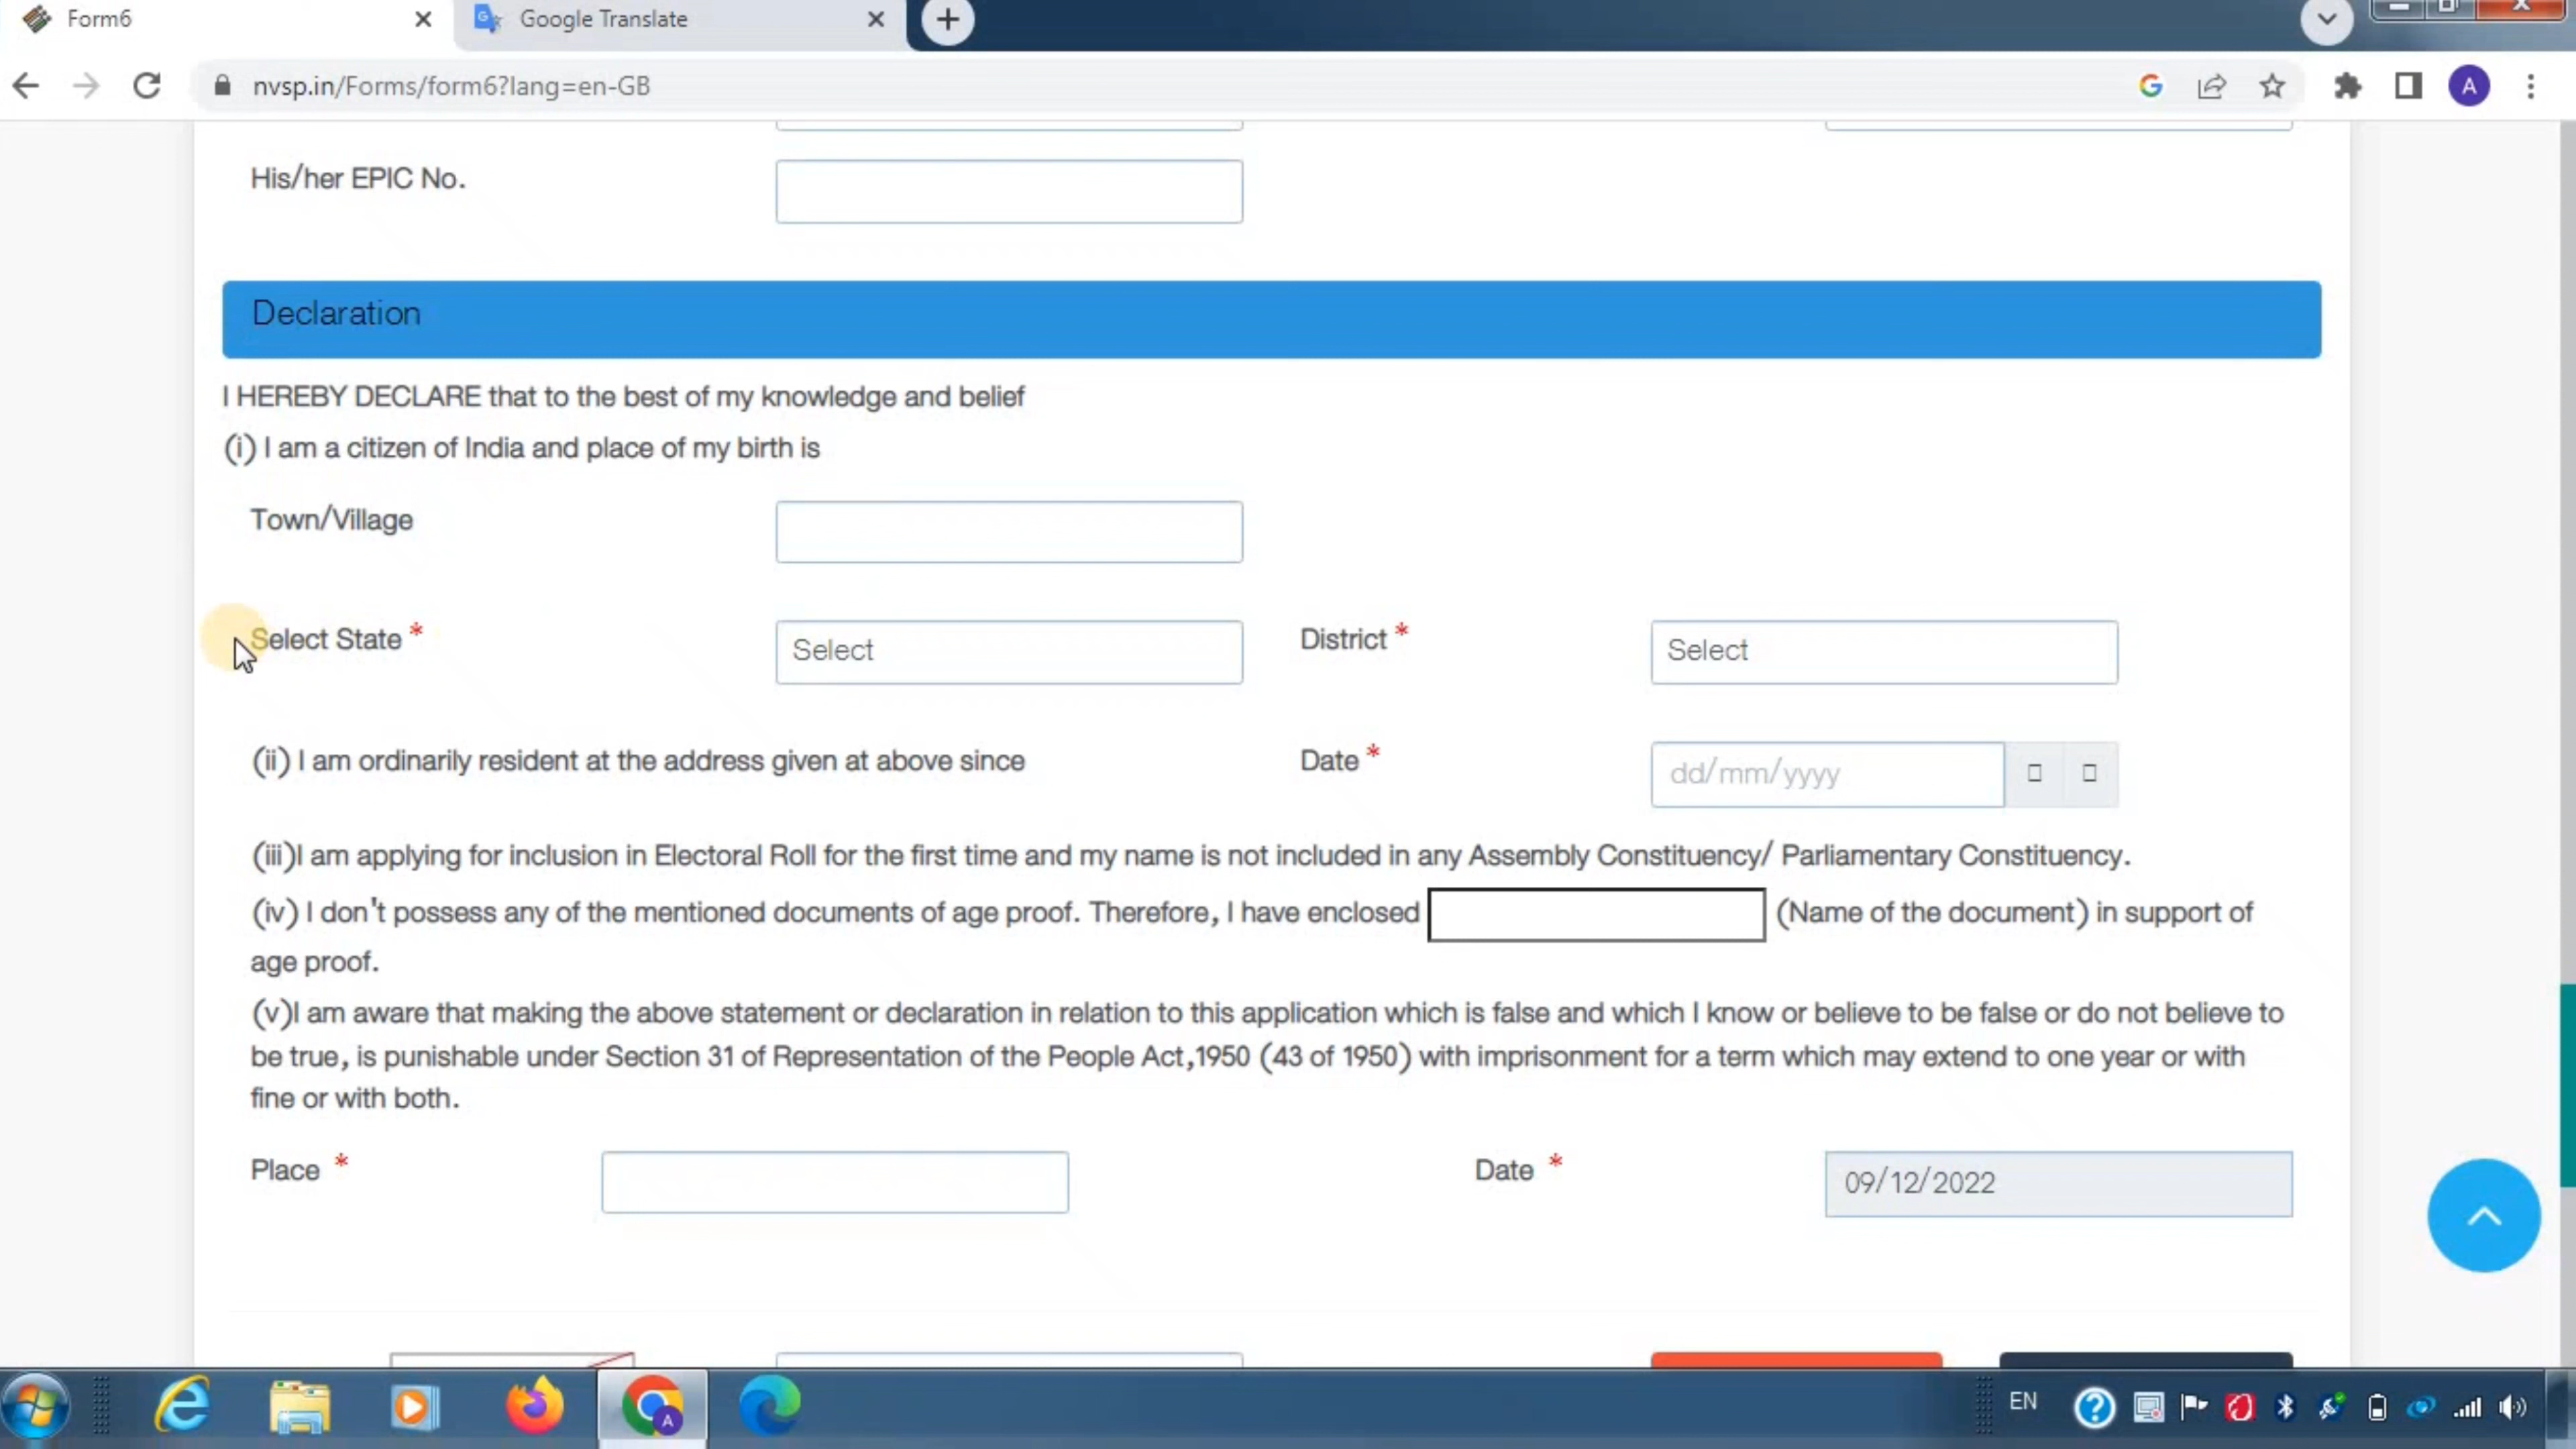 Form6
Google Translate
nvsp.in/Forms/form6?lang=en-GB
A
His/her EPIC No.
Declaration
I HEREBY DECLARE that to the best of my knowledge and belief
(i) I am a citizen of India and place of my birth is
Town/Village
Select State * Select District * Select
(ii) I am ordinarily resident at the address given at above since Date * dd/mm/yyyy
(iii)I am applying for inclusion in Electoral Roll for the first time and my name is not included in any Assembly Constituency/ Parliamentary Constituency.
(iv) I don't possess any of the mentioned documents of age proof. Therefore, I have enclosed (Name of the document) in support of
age proof.
(v)I am aware that making the above statement or declaration in relation to this application which is false and which I know or believe to be false or do not believe to
be true, is punishable under Section 31 of Representation of the People Act,1950 (43 of 1950) with imprisonment for a term which may extend to one year or with
fine or with both.
Place * Date * 09/12/2022
A
EN